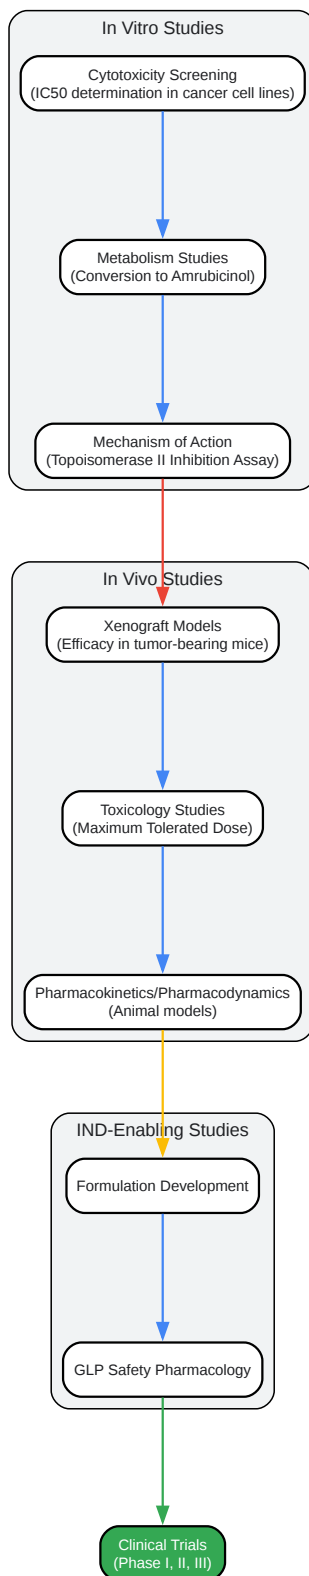 In Vitro Studies
Cytotoxicity Screening
(IC50 determination in cancer cell lines)
Metabolism Studies
(Conversion to Amrubicinol)
Mechanism of Action
(Topoisomerase II Inhibition Assay)
In Vivo Studies
Xenograft Models
(Efficacy in tumor-bearing mice)
Toxicology Studies
(Maximum Tolerated Dose)
Pharmacokinetics/Pharmacodynamics
(Animal models)
IND-Enabling Studies
Formulation Development
GLP Safety Pharmacology
Clinical Trials
(Phase I, II, III)